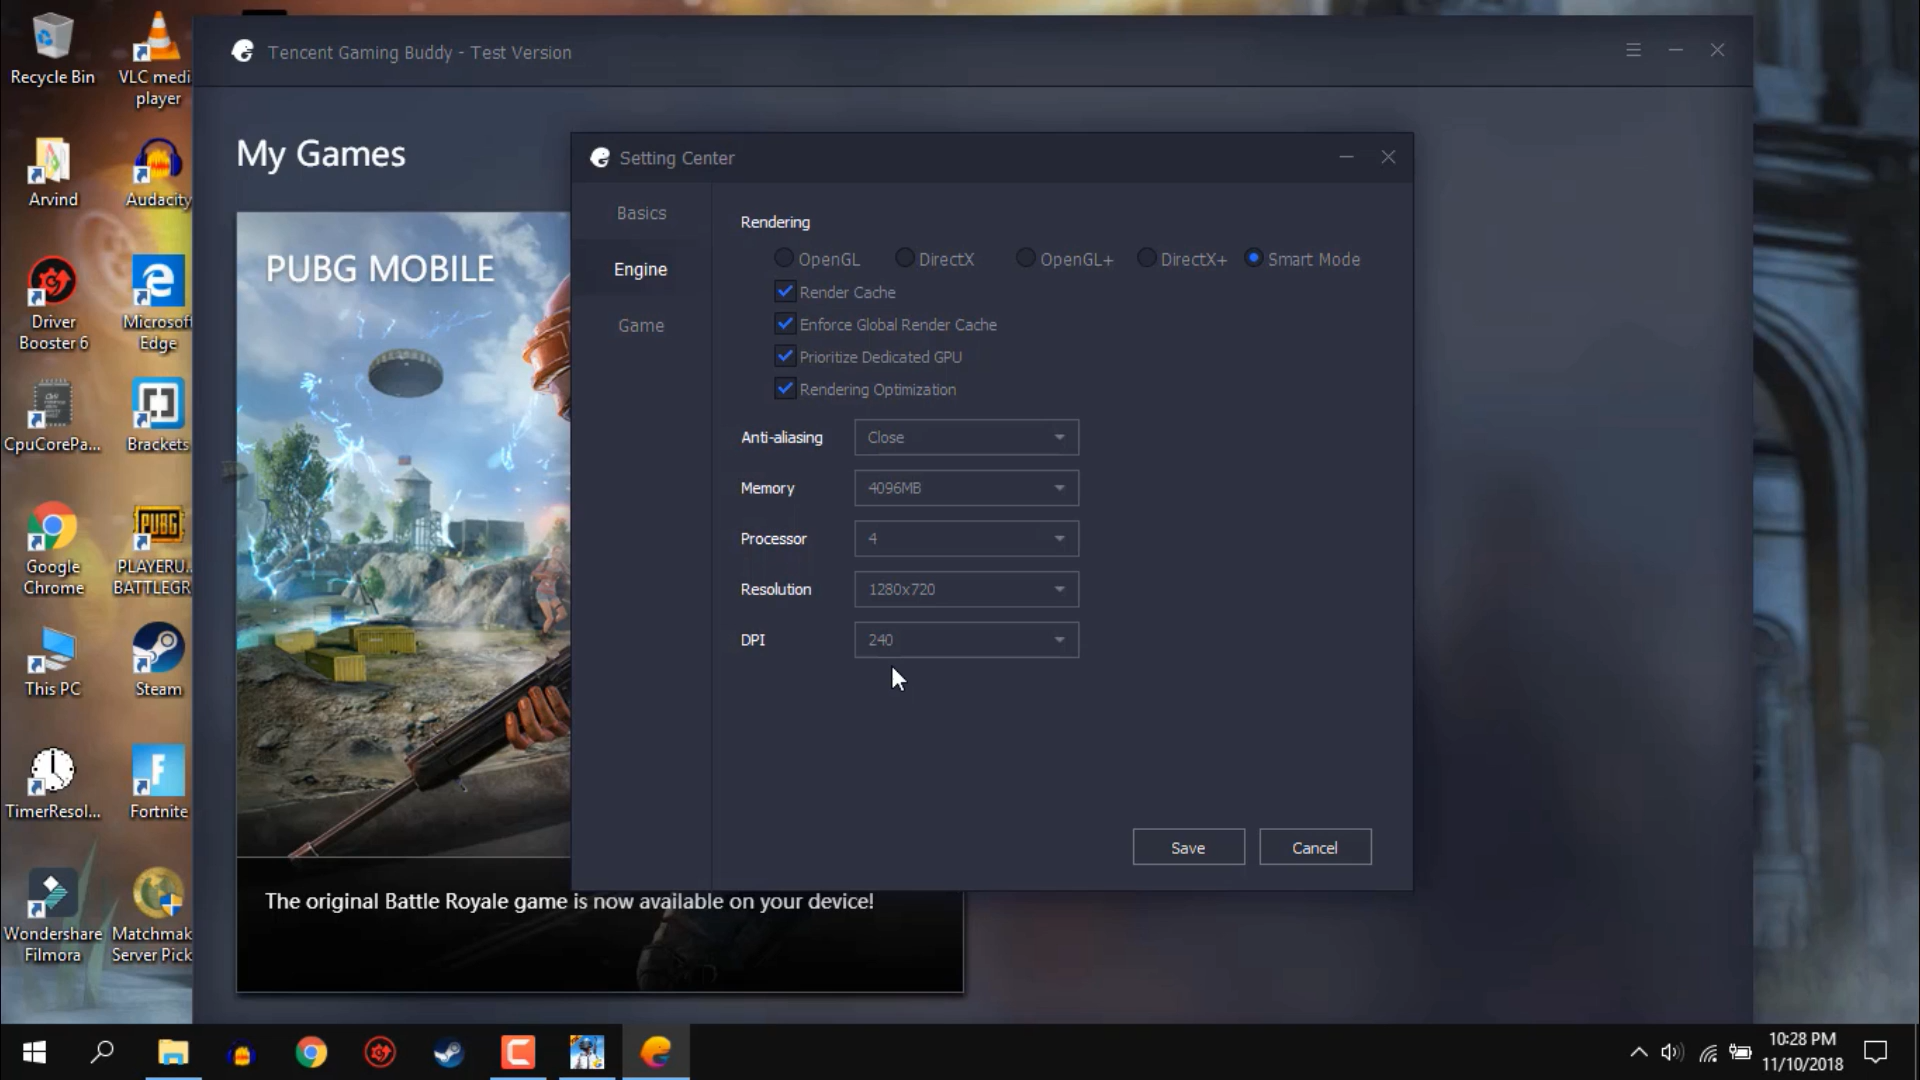 Recycle Bin
VLC medi
player
Arvind
Audacity
Driver
Booster 6
Microsoft
Edge
CpuCorePa...
Brackets
Google
Chrome
PUBG
PLAYERU...
BATTLEGR
This PC
Steam
TimerResol...
Fortnite
Wondershare
Filmora
Matchmak
Server Pick
Tencent Gaming Buddy - Test Version
My Games
PUBG MOBILE
The original Battle Royale game is now available on your device!
Setting Center
Basics
Engine
Game
Rendering
OpenGL DirectX OpenGL+ DirectX+ Smart Mode
Render Cache
Enforce Global Render Cache
Prioritize Dedicated GPU
Rendering Optimization
Anti-aliasing Close
Memory 4096MB
Processor 4
Resolution 1280x720
DPI 240
Save Cancel
10:28 PM
11/10/2018